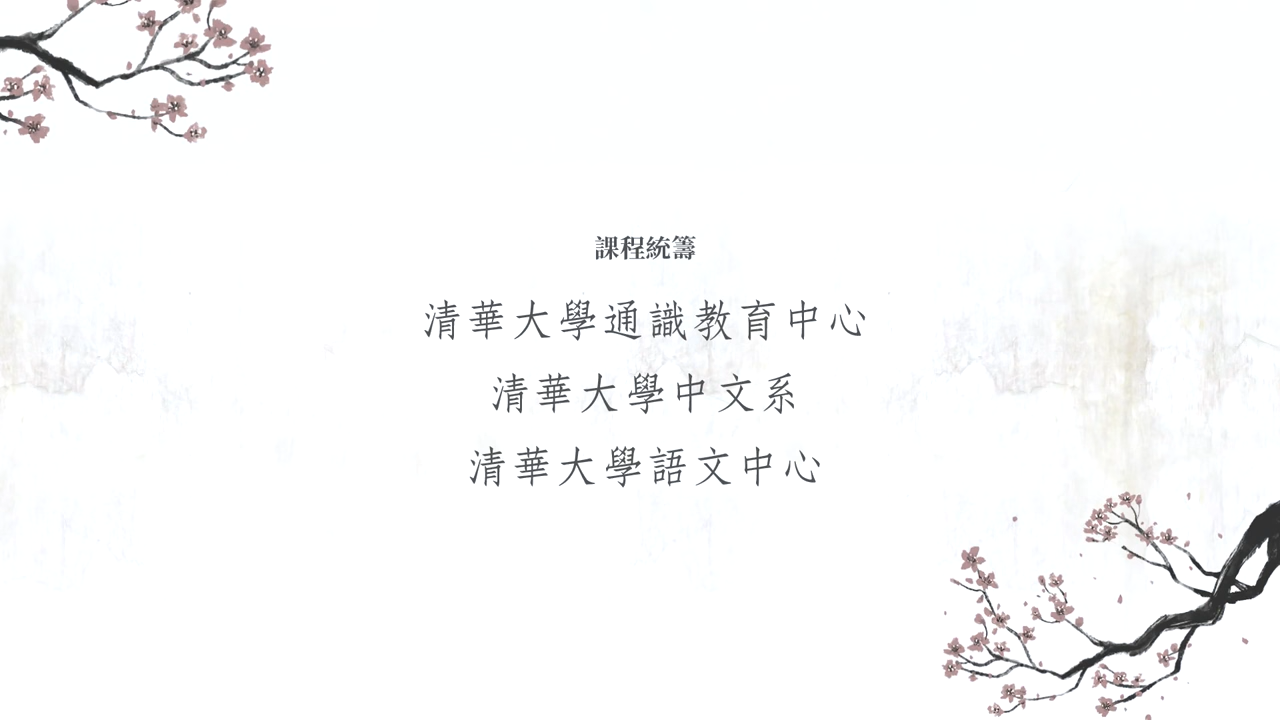 課程統籌
清華大學通識教育中心
清華大學中文系
清華大學語文中心